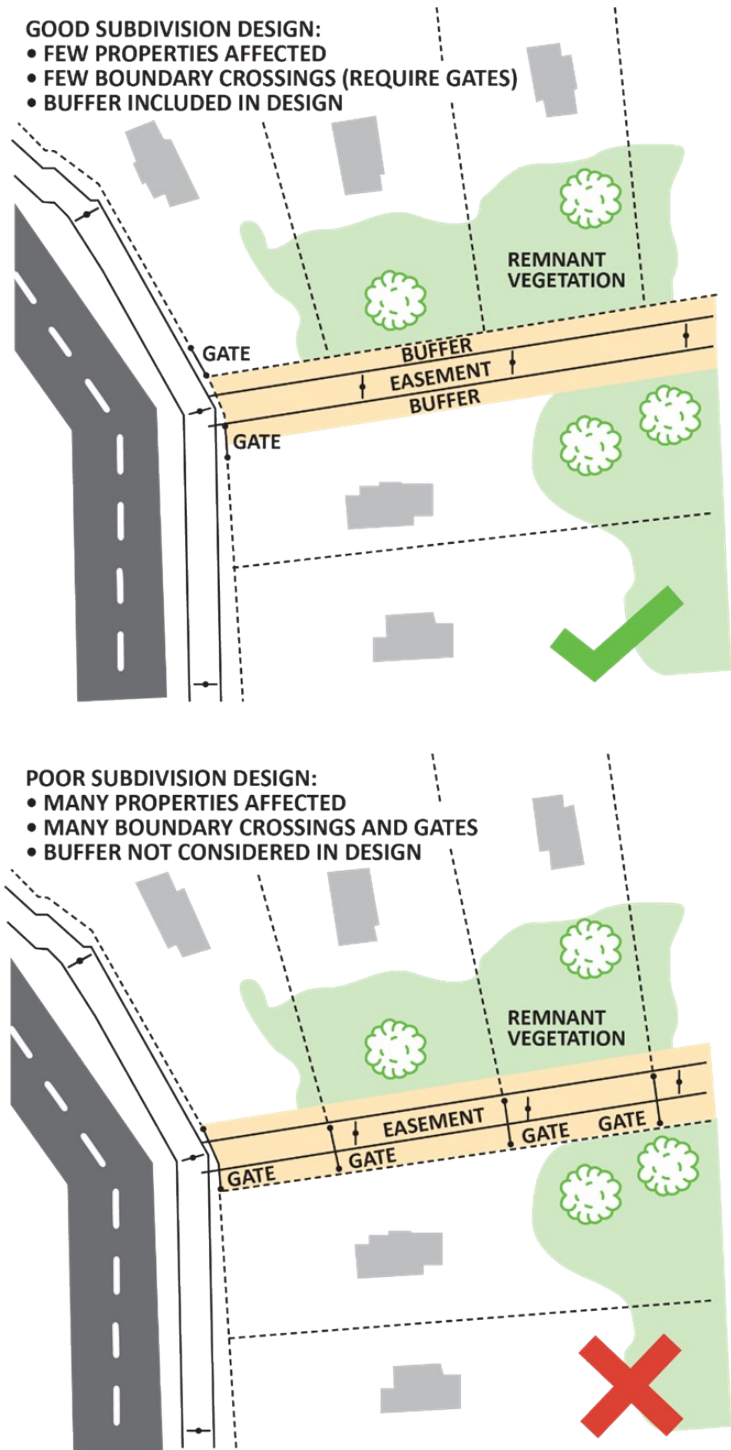 GOOD SUBDIVISION DESIGN:
• FEW PROPERTIES AFFECTED
• FEW BOUNDARY CROSSINGS (REQUIRE GATES)
• BUFFER INCLUDED IN DESIGN
REMNANT
VEGETATION
GATE
BUFFER
EASEMENT
BUFFER
GATE
POOR SUBDIVISION DESIGN:
• MANY PROPERTIES AFFECTED
• MANY BOUNDARY CROSSINGS AND GATES
• BUFFER NOT CONSIDERED IN DESIGN
REMNANT
VEGETATION
EASEMENT
GATE
GATE
GATE
GATE